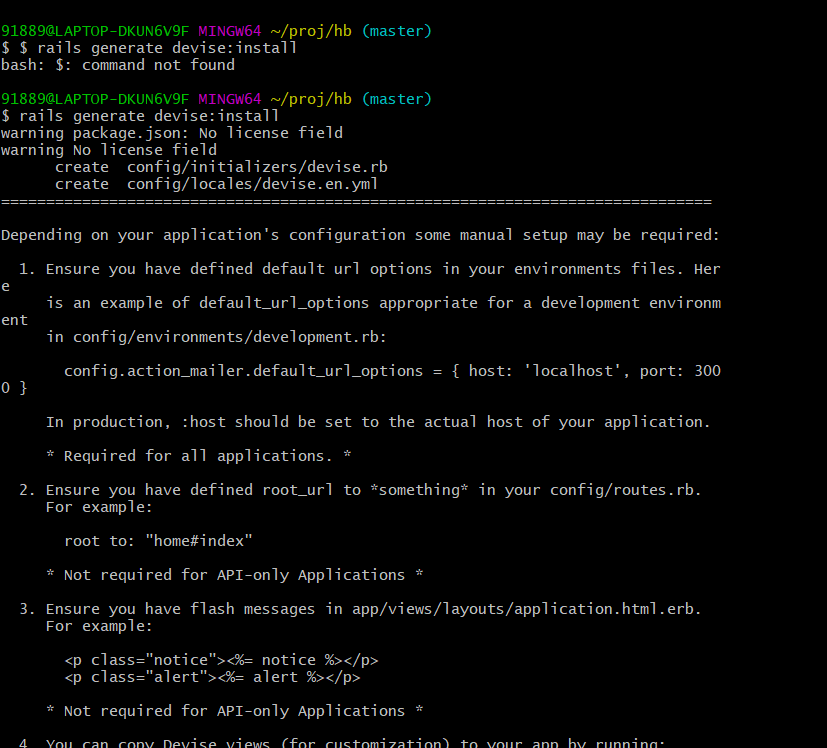 91889@LAPTOP-DKUN6V9F MINGW64 ~/proj/hb (master)
$ $ rails generate devise:install
bash: $: command not found
91889@LAPTOP-DKUN6V9F MINGW64 ~/proj/hb (master)
$ rails generate devise:install
warning package.json: No license field
warning No license field
create  config/initializers/devise.rb
create  config/locales/devise.en.yml
===============================================================================
Depending on your application's configuration some manual setup may be required:
1. Ensure you have defined default url options in your environments files. Her
e
is an example of default_url_options appropriate for a development environm
ent
in config/environments/development.rb:
config.action_mailer.default_url_options = { host: 'localhost', port: 300
0 }
In production, :host should be set to the actual host of your application.
* Required for all applications. *
2. Ensure you have defined root_url to *something* in your config/routes.rb.
For example:
root to: "home#index"
* Not required for API-only Applications *
3. Ensure you have flash messages in app/views/layouts/application.html.erb.
For example:
<p class="notice"><%= notice %></p>
<p class="alert"><%= alert %></p>
* Not required for API-only Applications *
4. You can copy Devise views (for customization) to your app by running: